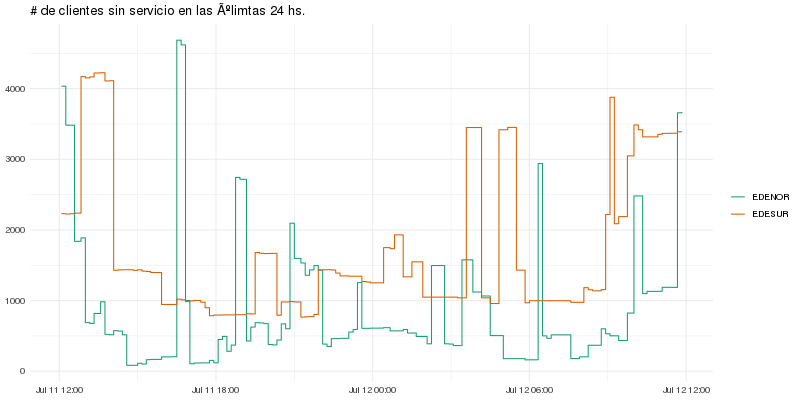 # de clientes sin servicio en las Ãºlimtas 24 hs.
4000
3000
2000
1000
0
Jul 11 12:00
Jul 11 18:00
Jul 12 00:00
Jul 12 06:00
Jul 12 12:00
EDENOR
EDESUR